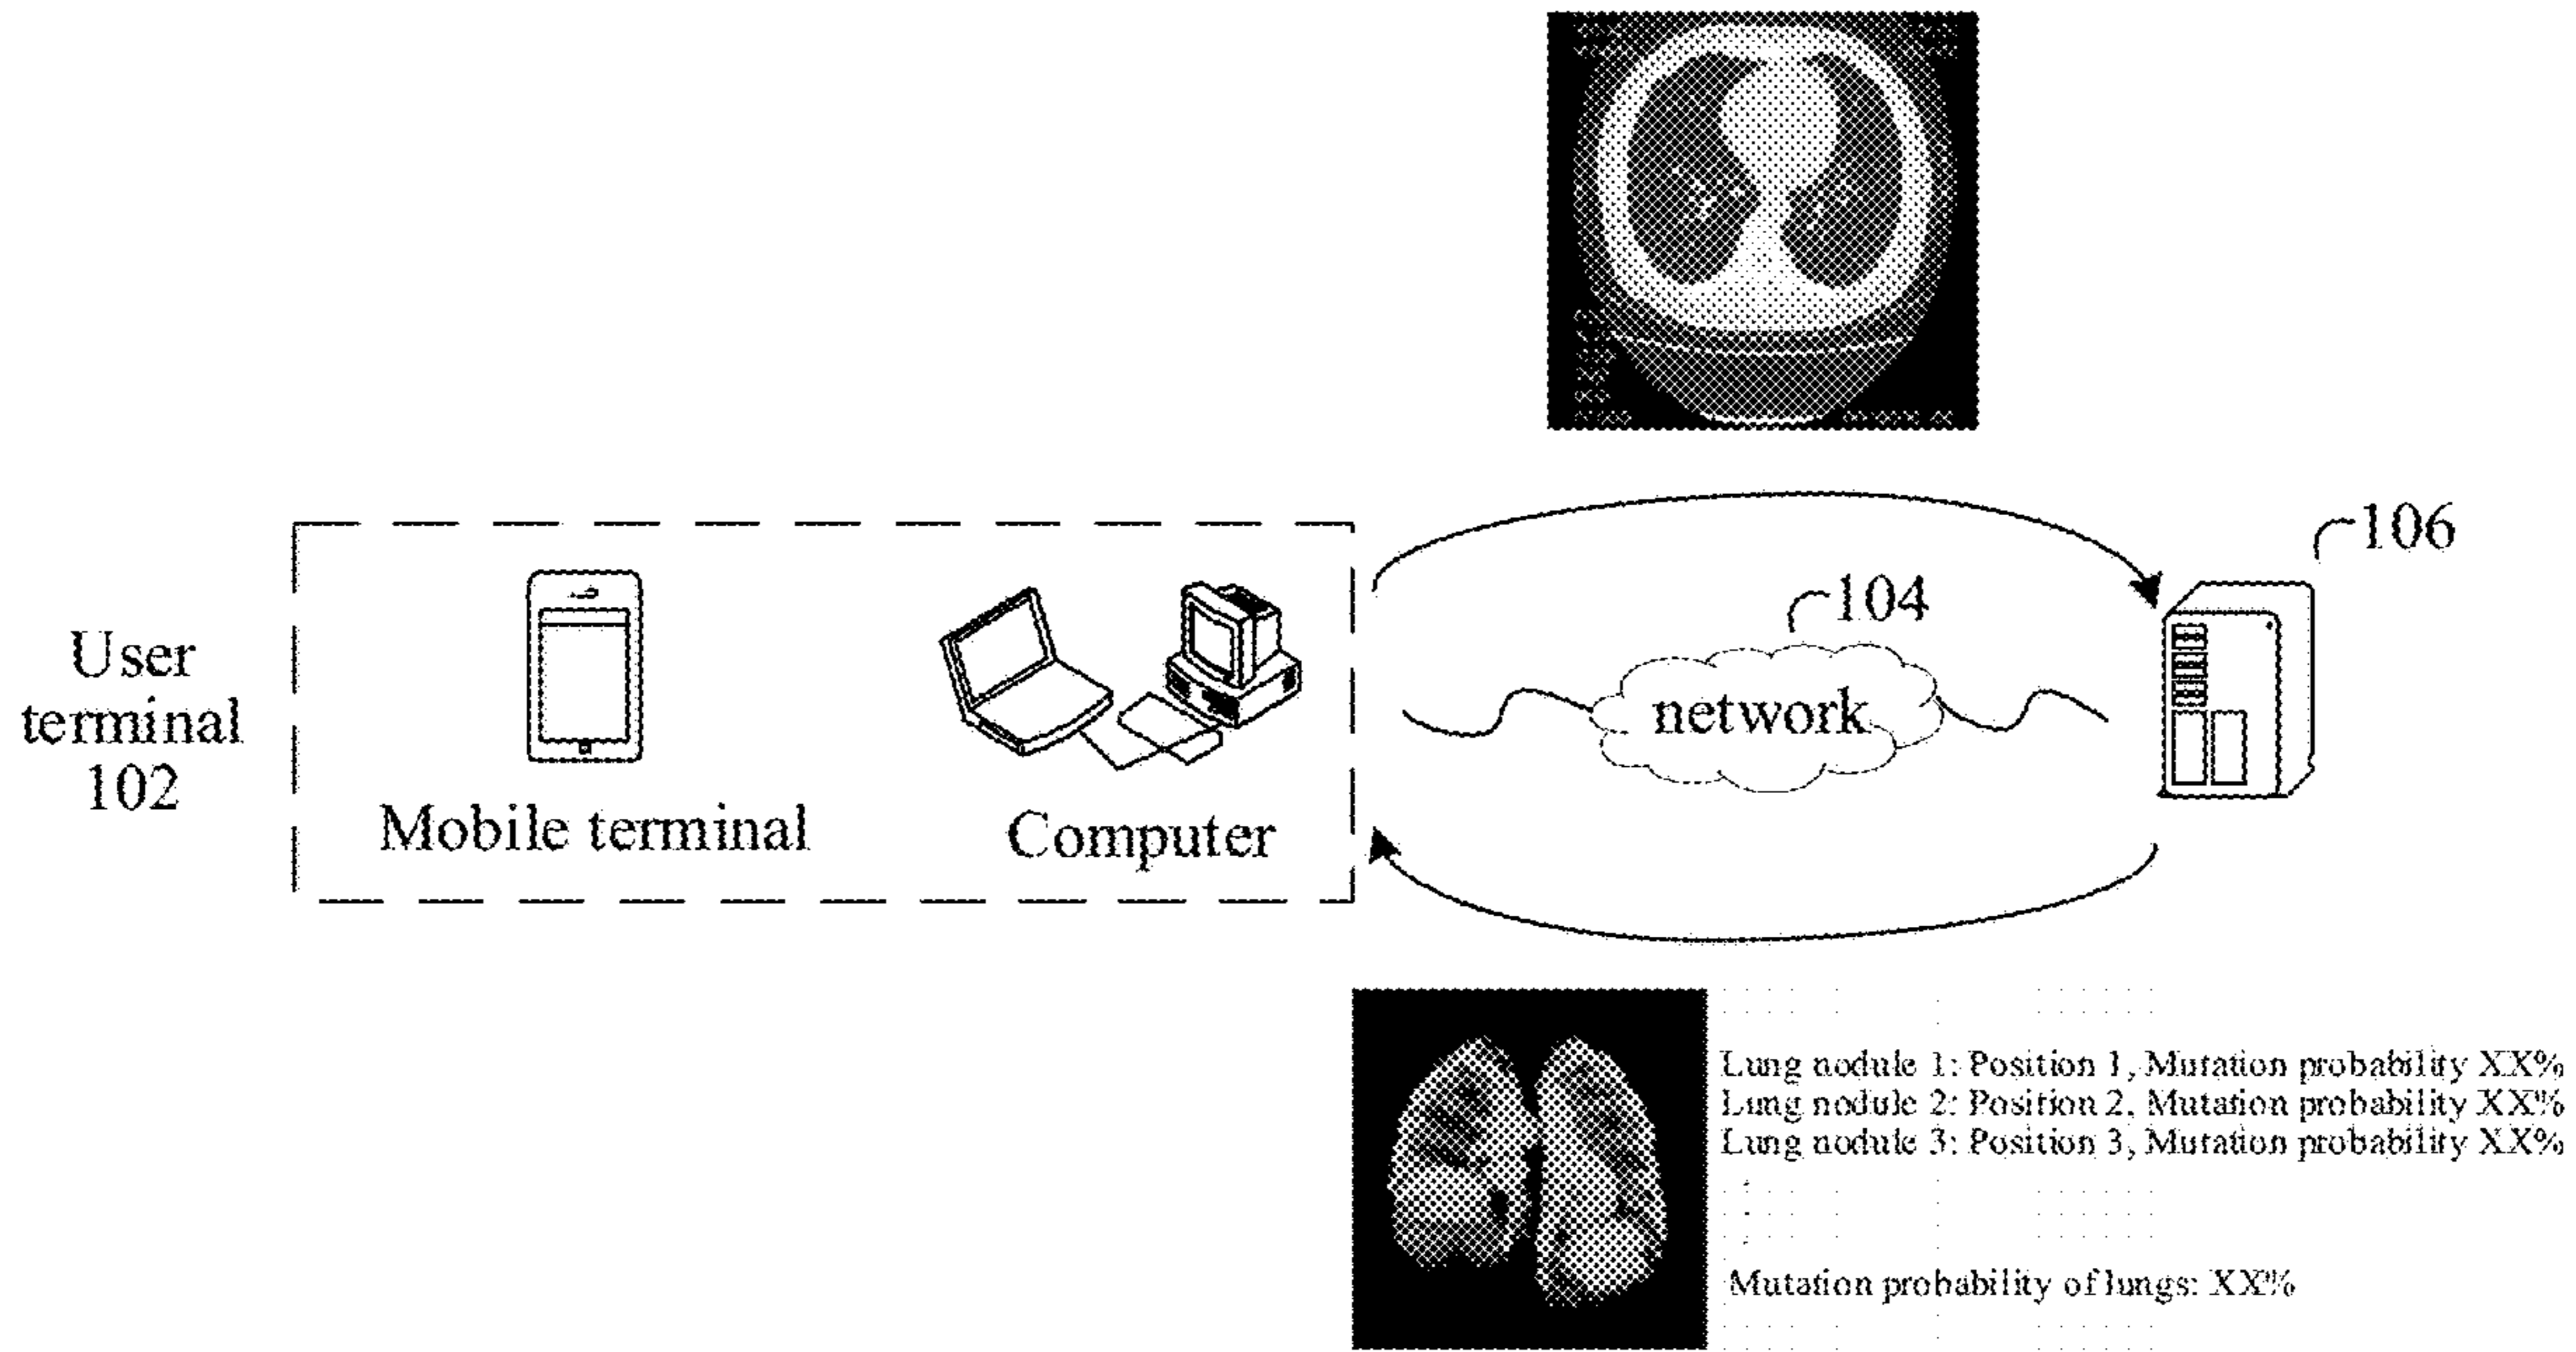 106
104
User
terminal
102
network
Mobile terminal
Computer
Lung nodule 1: Position 1, Mutation probability XX%
Lung nodule 2: Position 2, Mutation probability XX%
Lung nodule 3: Position 3, Mutation probability XX%
Mutation probability of lungs: XX%